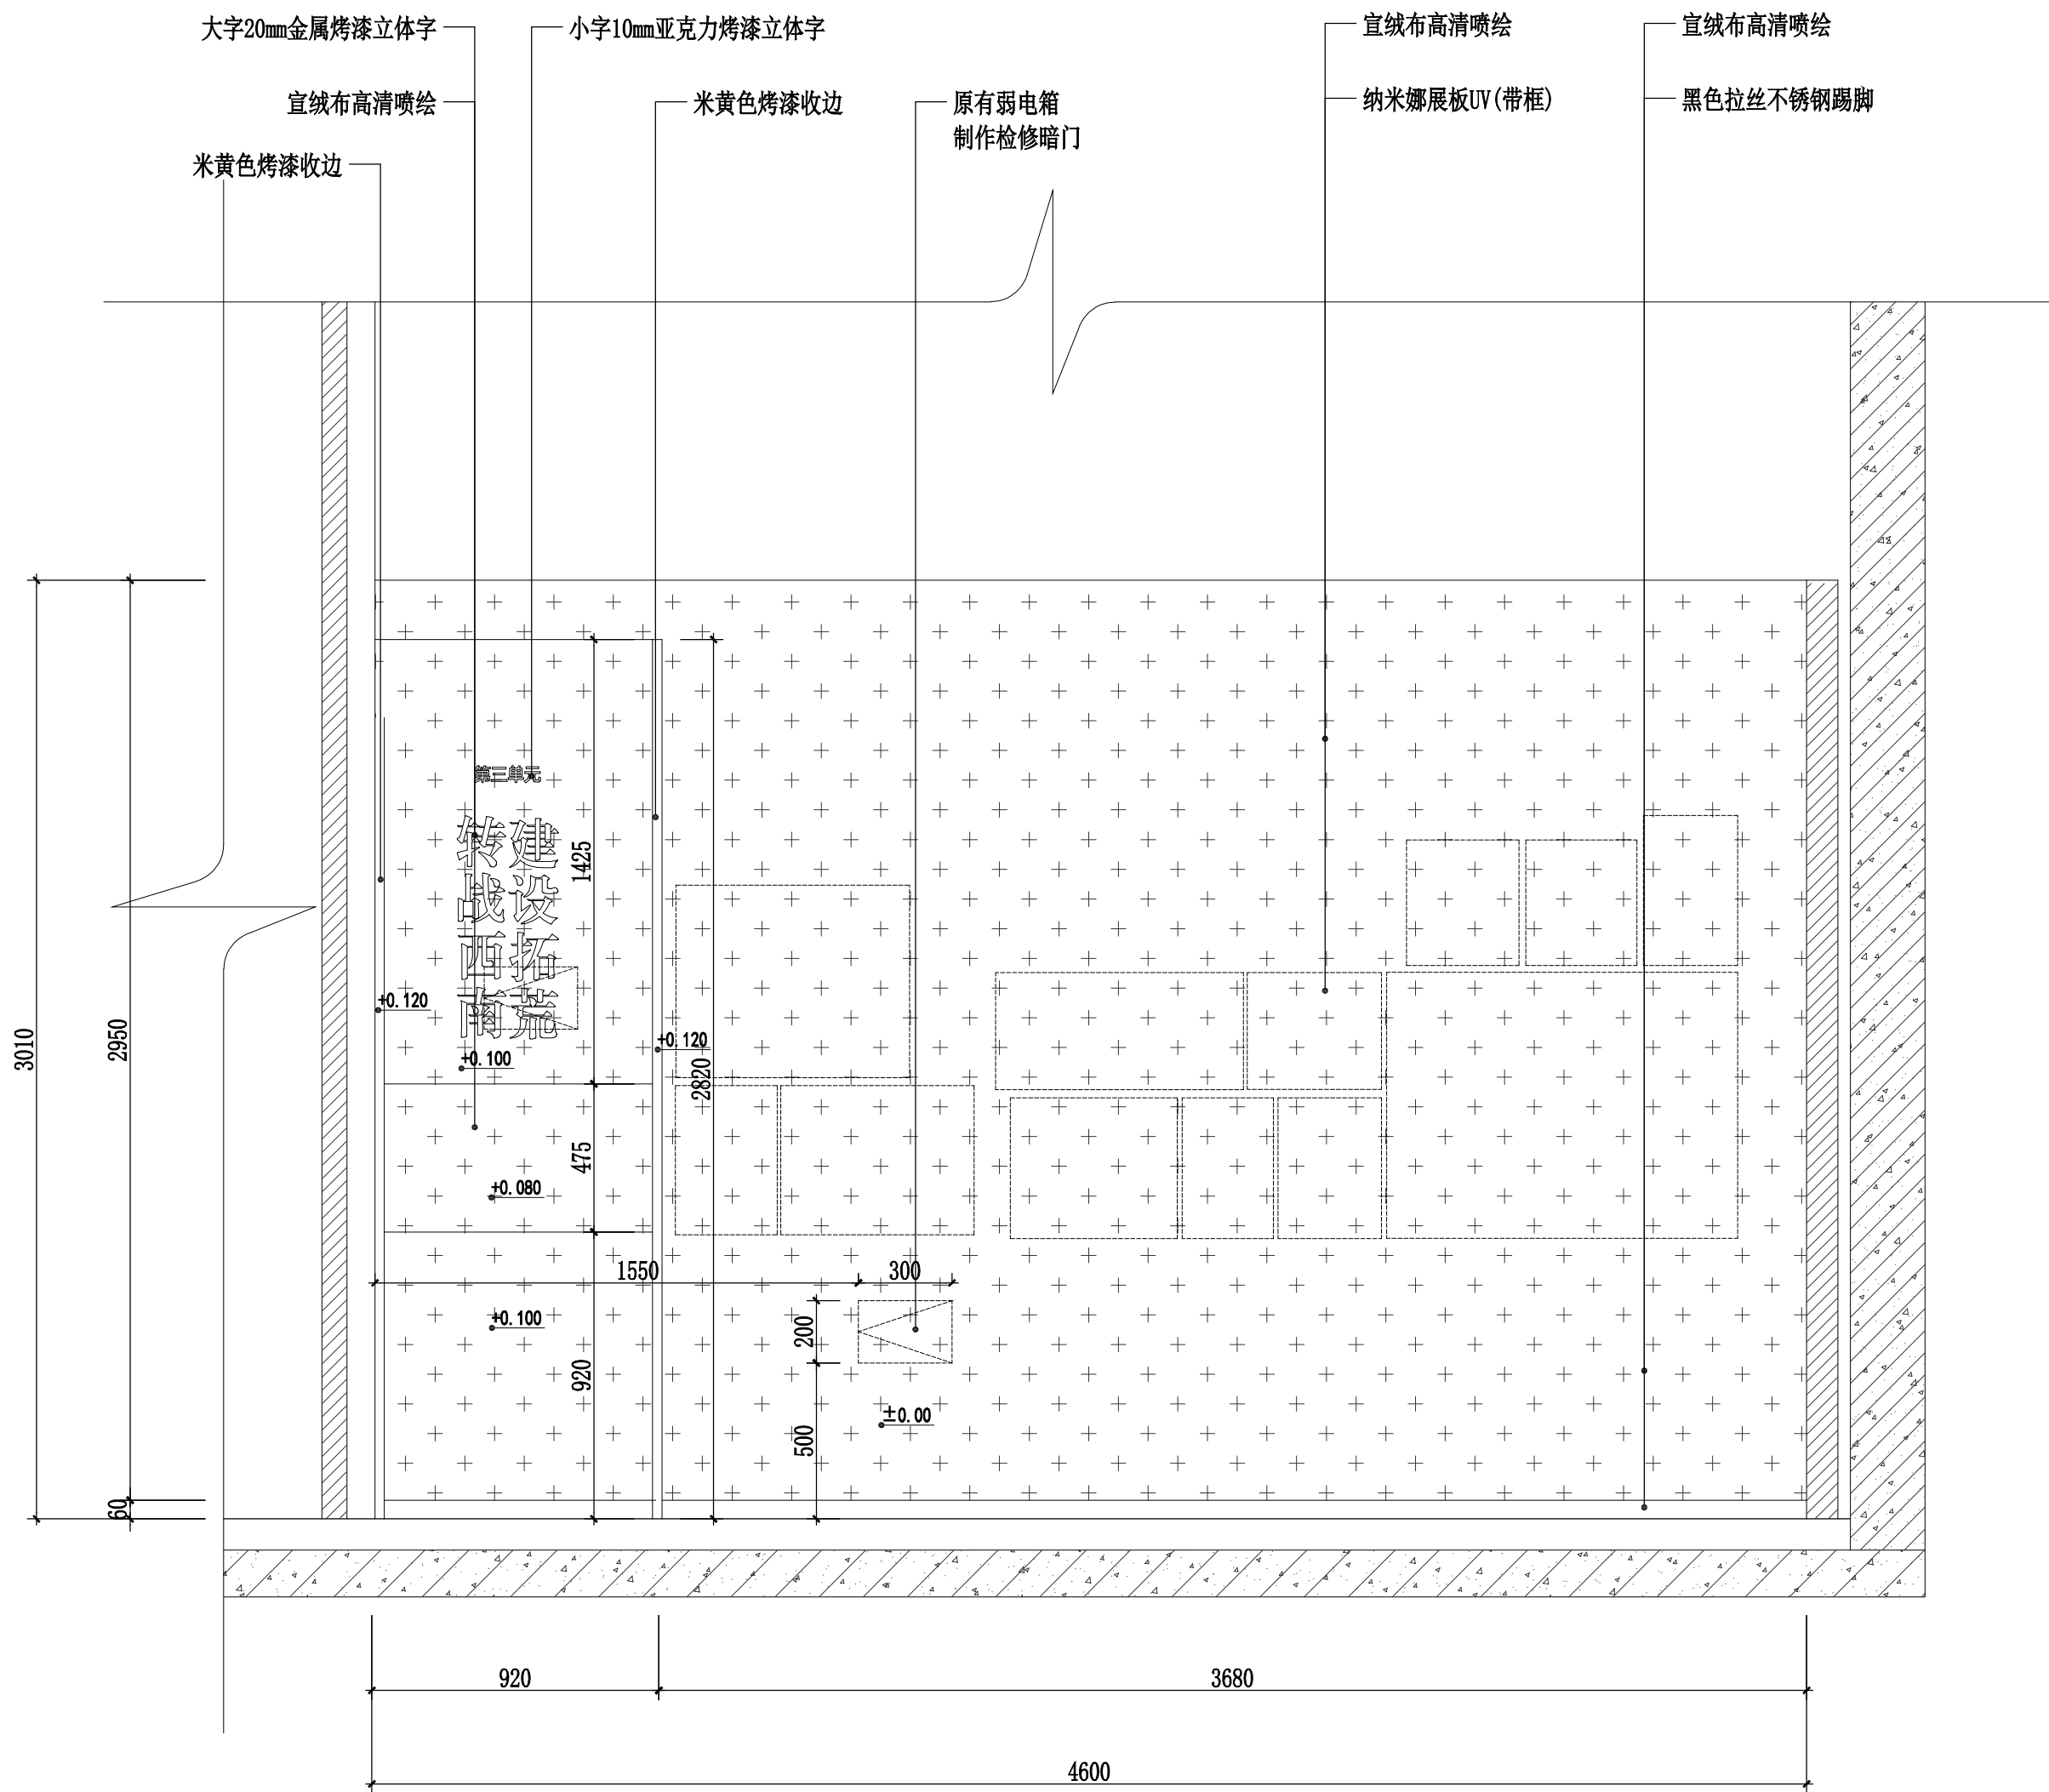 大字20mm金属烤漆立体字
小字10mm亚克力烤漆立体字
宣绒布高清喷绘
宣绒布高清喷绘
宣绒布高清喷绘
米黄色烤漆收边
原有弱电箱
制作检修暗门
纳米娜展板UV(带框)
黑色拉丝不锈钢踢脚
米黄色烤漆收边
第三单元
建设拓荒
转战西南
1425
+0.120
+0.100
+0.120
2820
3010
2950
475
+0.080
1550
300
200
+0.100
920
±0.00
500
60
920
3680
4600